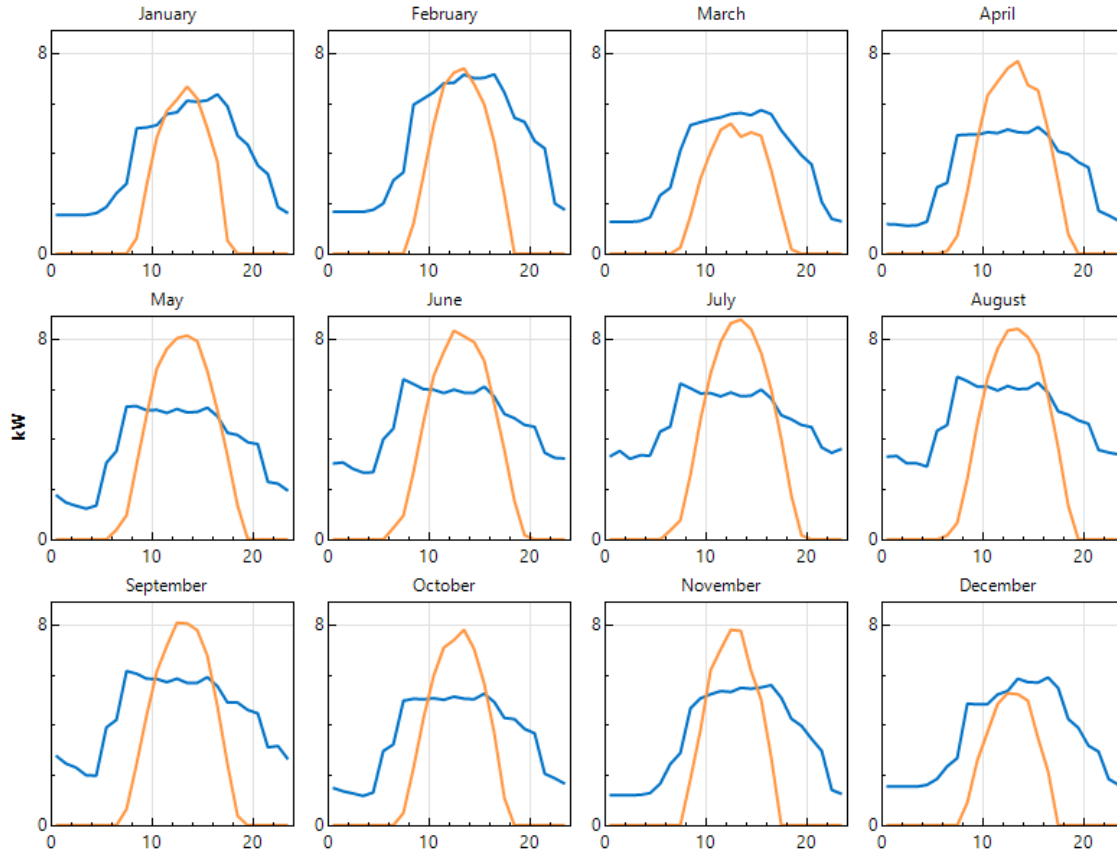 January February March April
8 8 8 8
0 0 0 0
0 10 20 0 10 20 0 10 20 0 10 20
May June July August
8 8 8 8
kW
0 0 0 0
0 10 20 0 10 20 0 10 20 0 10 20
September October November December
8 8 8 8
0 0 0 0
0 10 20 0 10 20 0 10 20 0 10 20